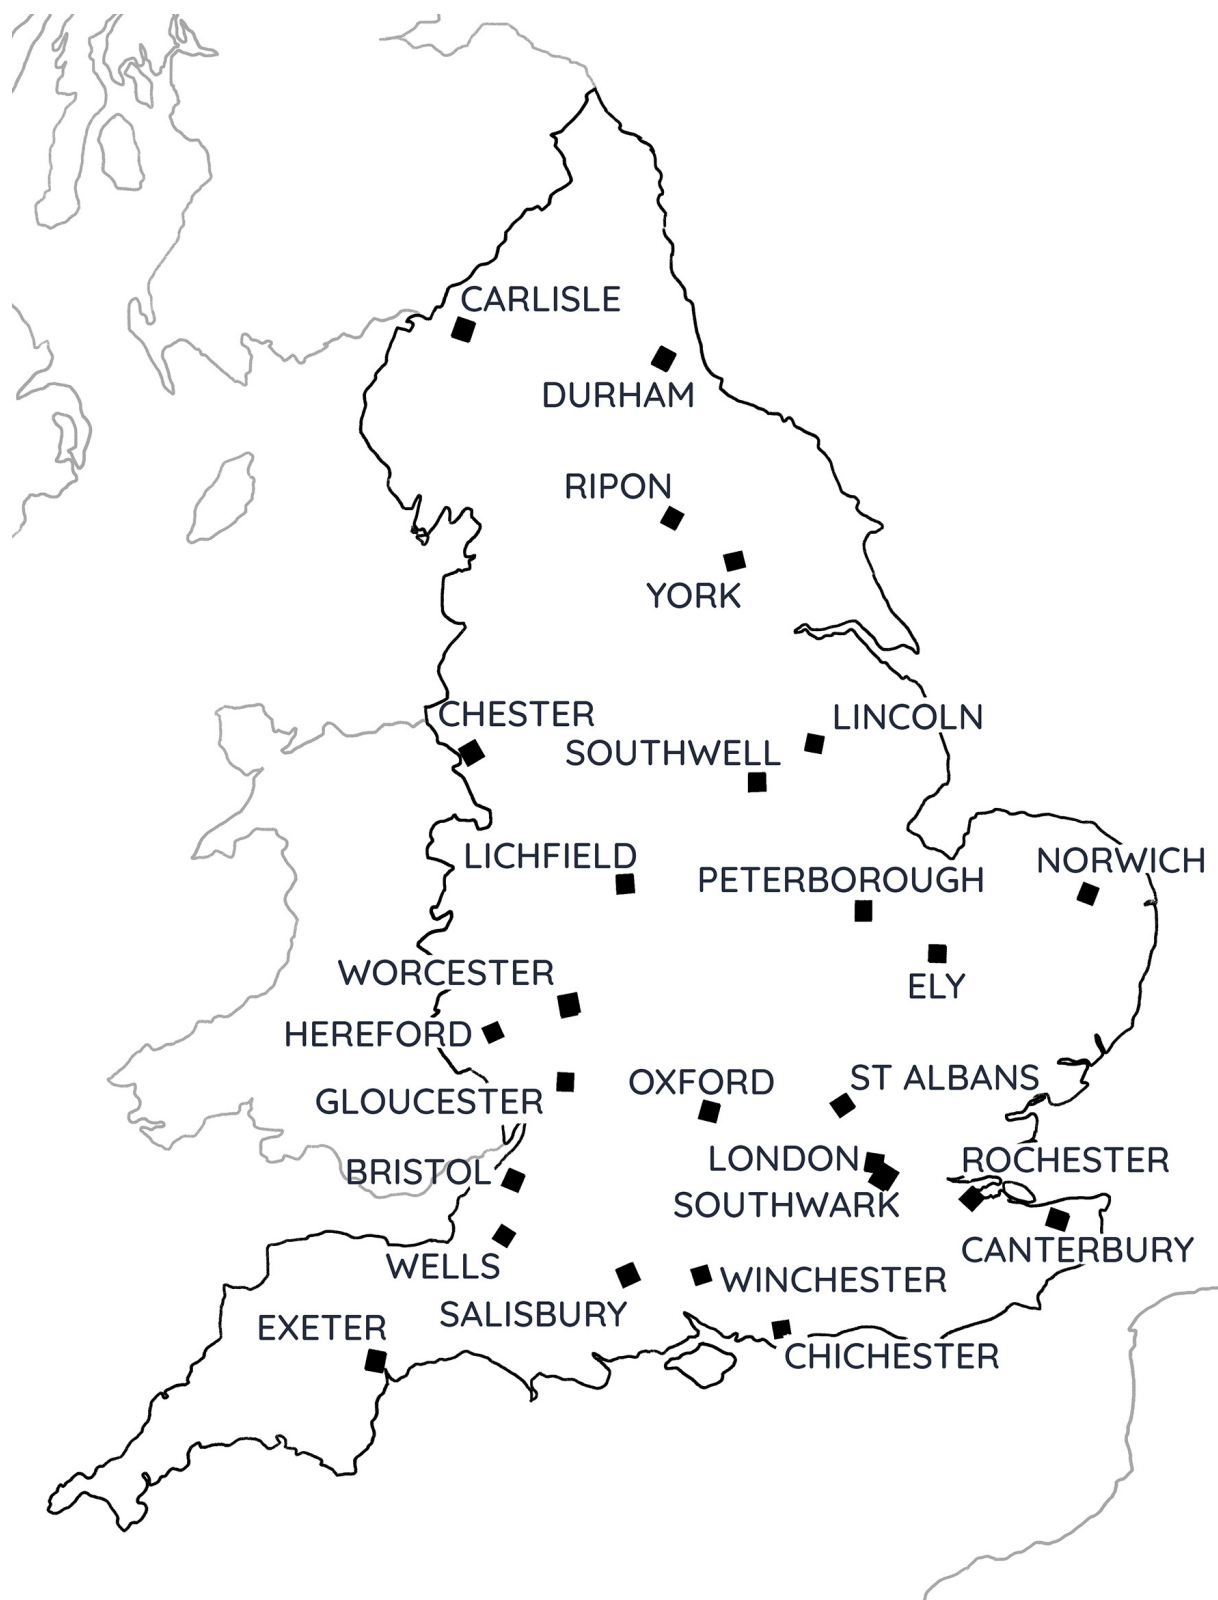 CARLISLE
DURHAM
RIPON
YORK
CHESTER
LINCOLN
SOUTHWELL
LICHFIELD
NORWICH
PETERBOROUGH
WORCESTER
ELY
HEREFORD
OXFORD
ST ALBANS
GLOUCESTER
LONDON
ROCHESTER
BRISTOL
SOUTHWARK
CANTERBURY
WELLS
WINCHESTER
SALISBURY
EXETER
CHICHESTER